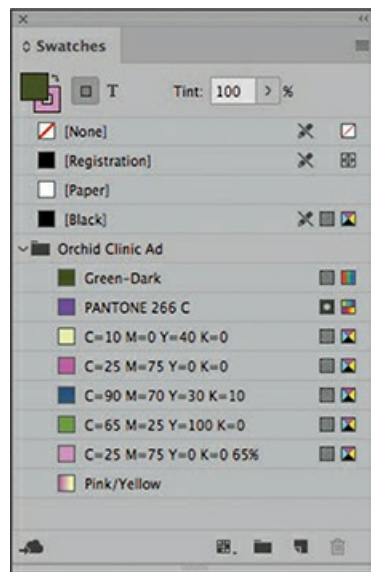 Swatches
T Tint: 100 > %
[None]
[Registration]
[Paper]
[Black]
Orchid Clinic Ad
Green-Dark
PANTONE 266 C
C=10 M=0 Y=40 K=0
C=25 M=75 Y=0 K=0
C=90 M=70 Y=30 K=10
C=65 M=25 Y=100 K=0
C=25 M=75 Y=0 K=0 65%
Pink/Yellow